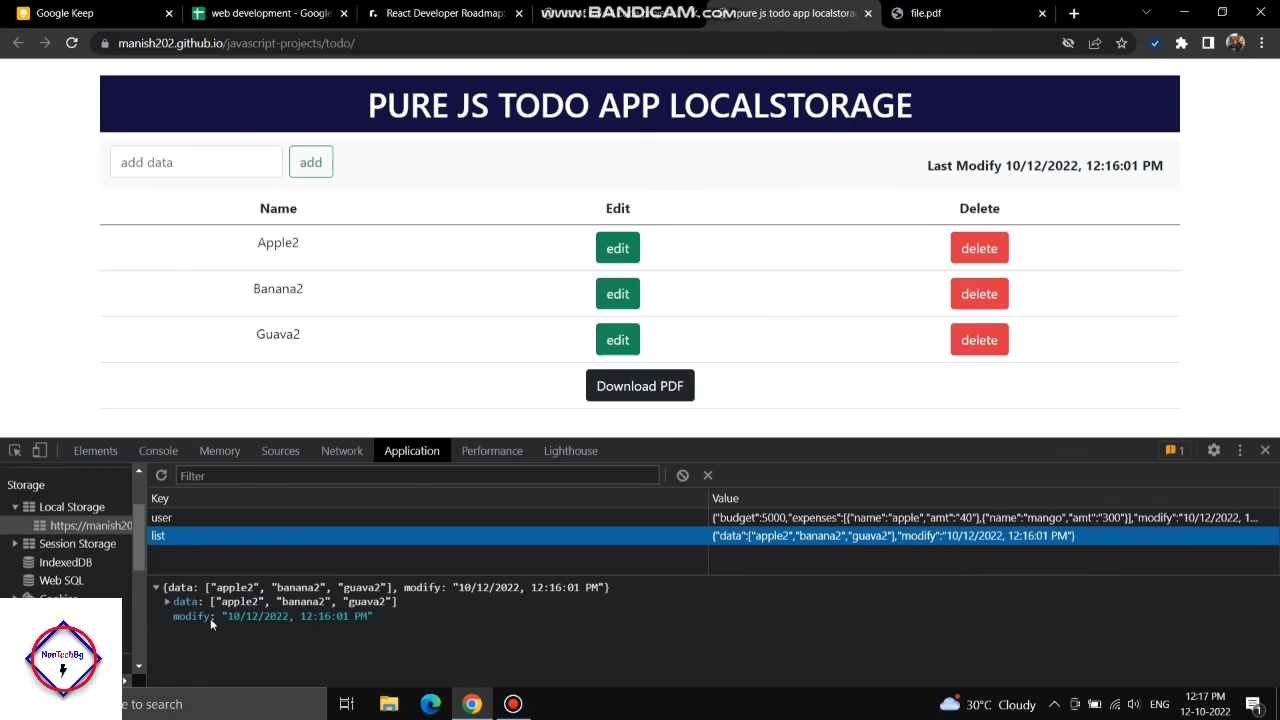 Google Keep
web development - Google
React Developer Roadmap:
www.BANDICAM.com
pure js todo app localstorage
file.pdf
manish202.github.io/javascript-projects/todo/
PURE JS TODO APP LOCALSTORAGE
add data
add
Last Modify 10/12/2022, 12:16:01 PM
Name Edit Delete
Apple2 edit delete
Banana2 edit delete
Guava2 edit delete
Download PDF
Elements Console Memory Sources Network Application Performance Lighthouse 1
Storage
Filter
Key Value
Local Storage
user {"budget":5000,"expenses":[{"name":"apple","amt":"40"},{"name":"mango","amt":"300"}],"modify":"10/12/2022, 1...
https://manish20
list {"data":["apple2","banana2","guava2"],"modify":"10/12/2022, 12:16:01 PM"}
Session Storage
IndexedDB
Web SQL
Cookies
{data: ["apple2", "banana2", "guava2"], modify: "10/12/2022, 12:16:01 PM"}
data: ["apple2", "banana2", "guava2"]
modify: "10/12/2022, 12:16:01 PM"
NonTechBg
e to search
30°C Cloudy
ENG
12:17 PM
12-10-2022
1